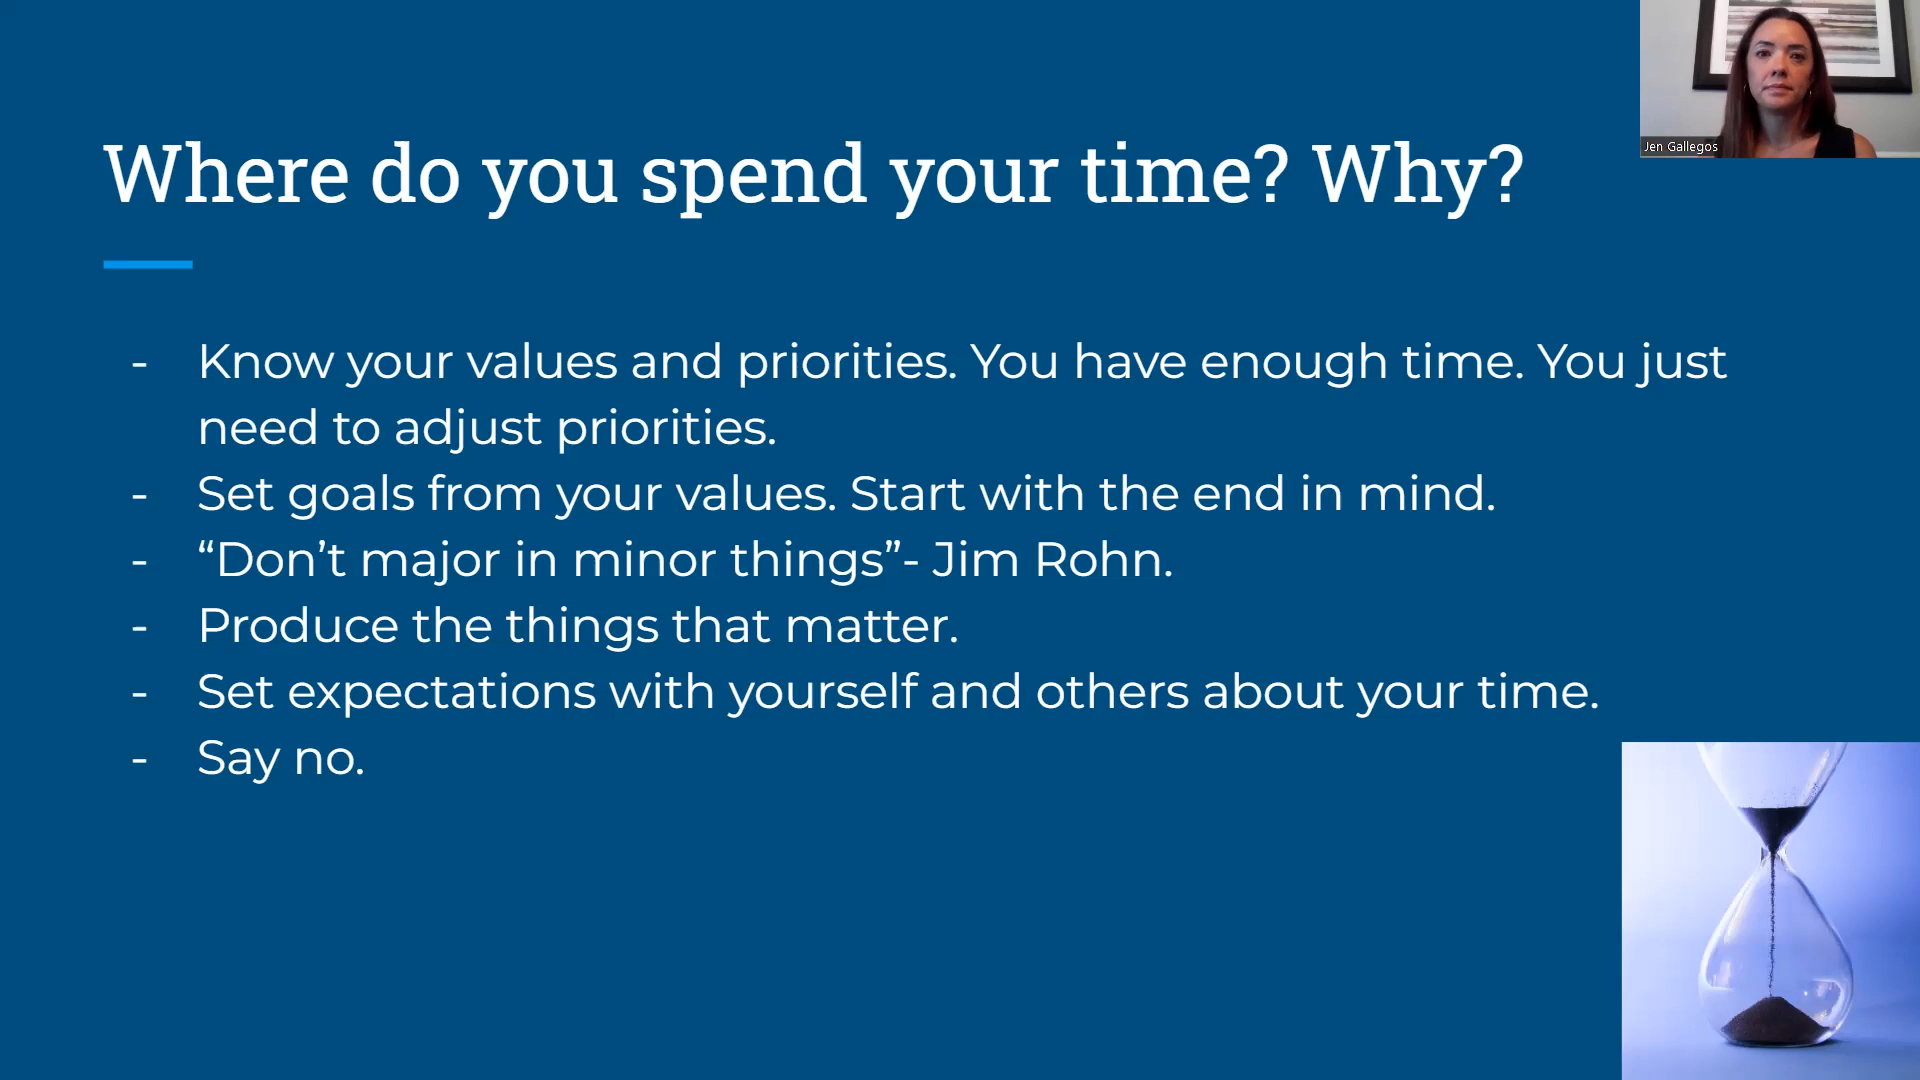 Jen Gallegos
Where do you spend your time? Why?
- Know your values and priorities. You have enough time. You just
need to adjust priorities.
- Set goals from your values. Start with the end in mind.
- “Don’t major in minor things”- Jim Rohn.
- Produce the things that matter.
- Set expectations with yourself and others about your time.
- Say no.